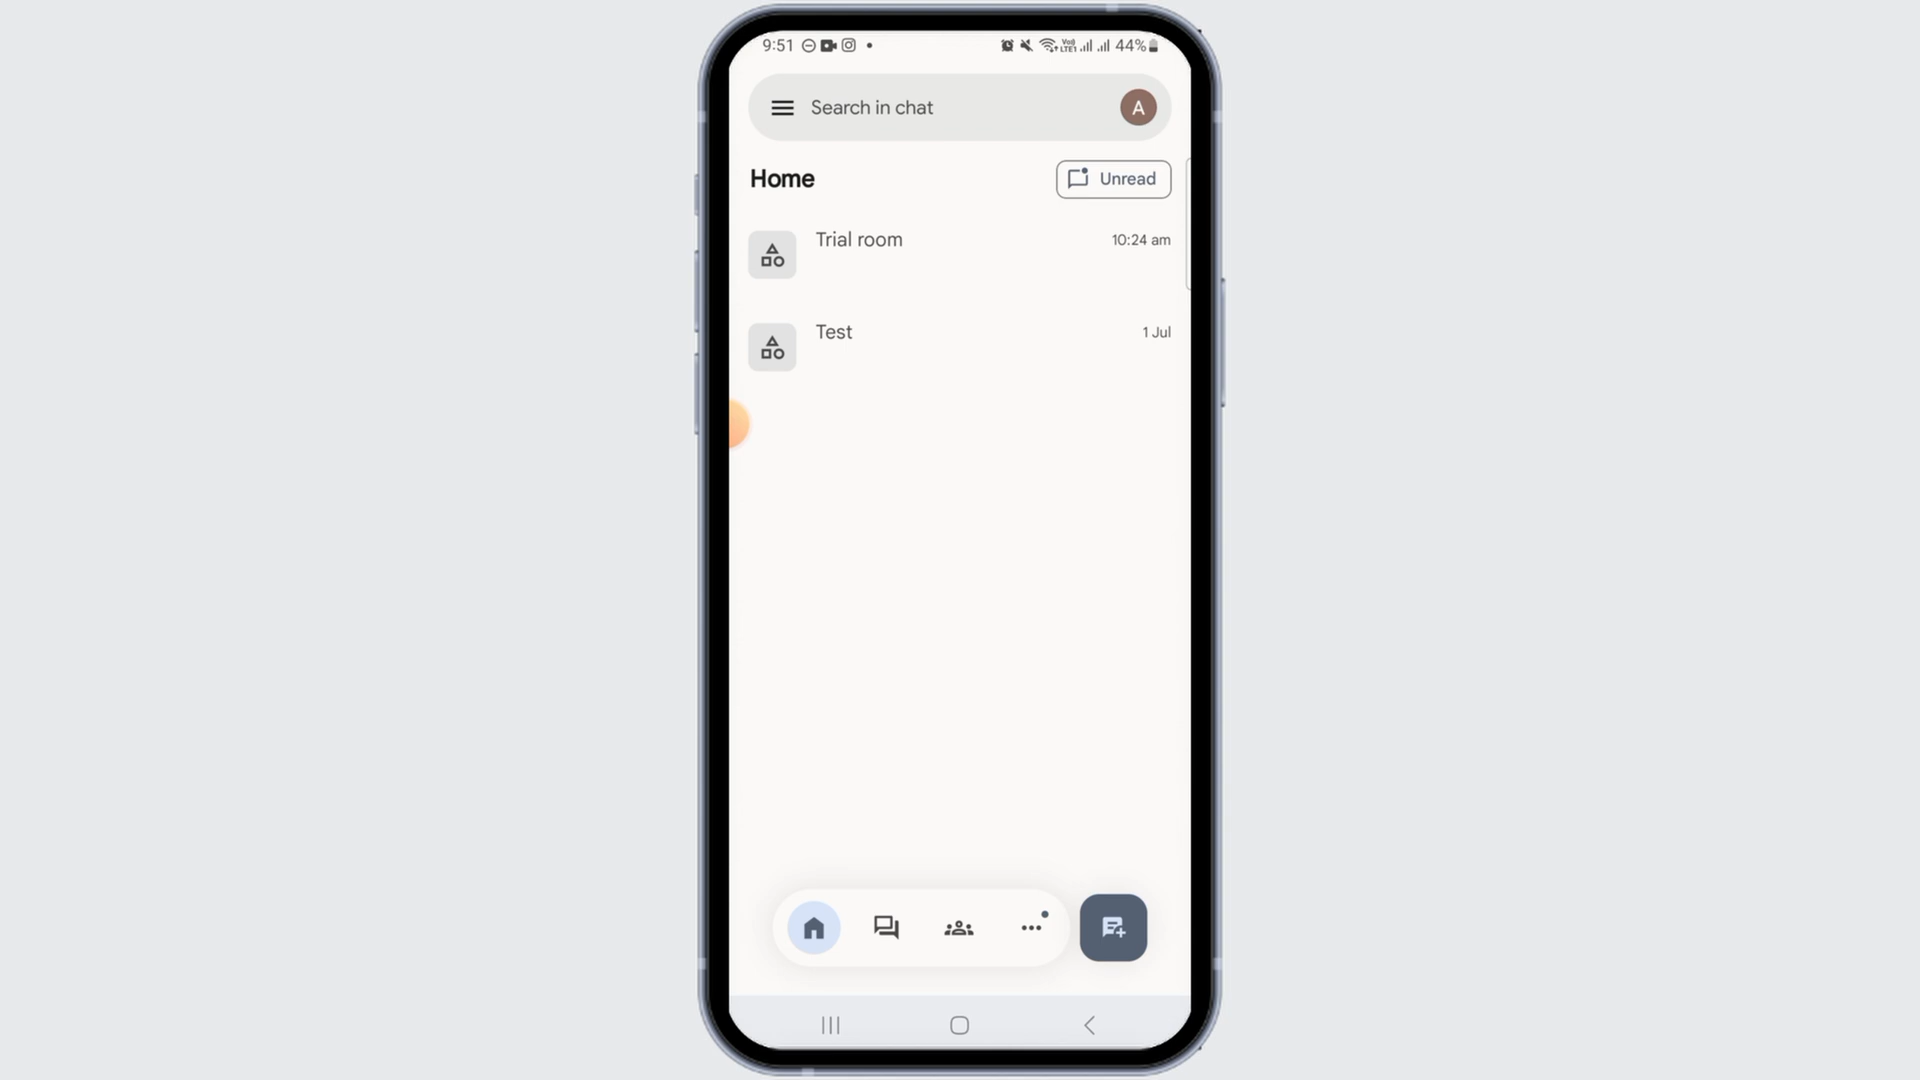 9:51 44%
Search in chat A
Home Unread
Trial room 10:24 am
Test 1 Jul